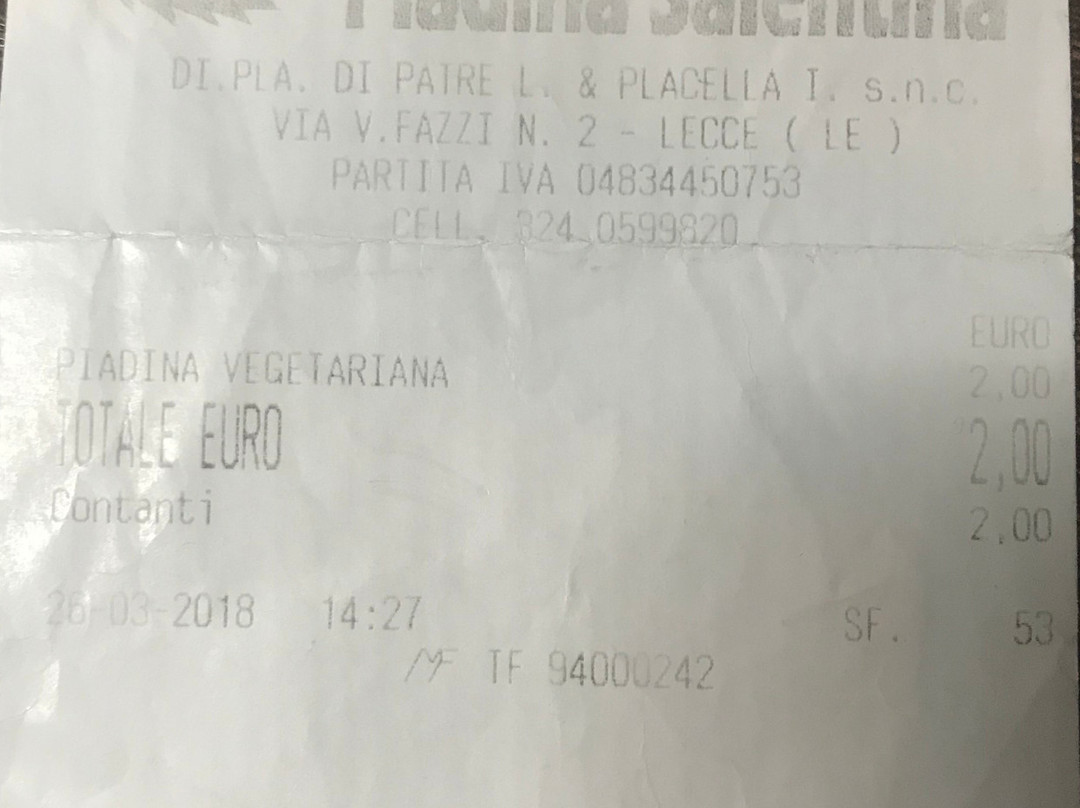 Piadina Salentina
DI.PLA. DI PATRE L. & PLACELLA I. s.n.c.
VIA V.FAZZI N. 2 - LECCE ( LE )
PARTITA IVA 04834450753
CELL. 324 0599820
EURO
PIADINA VEGETARIANA 2,00
TOTALE EURO 2,00
Contanti 2,00
26-03-2018 14:27 SF. 53
MF TF 94000242